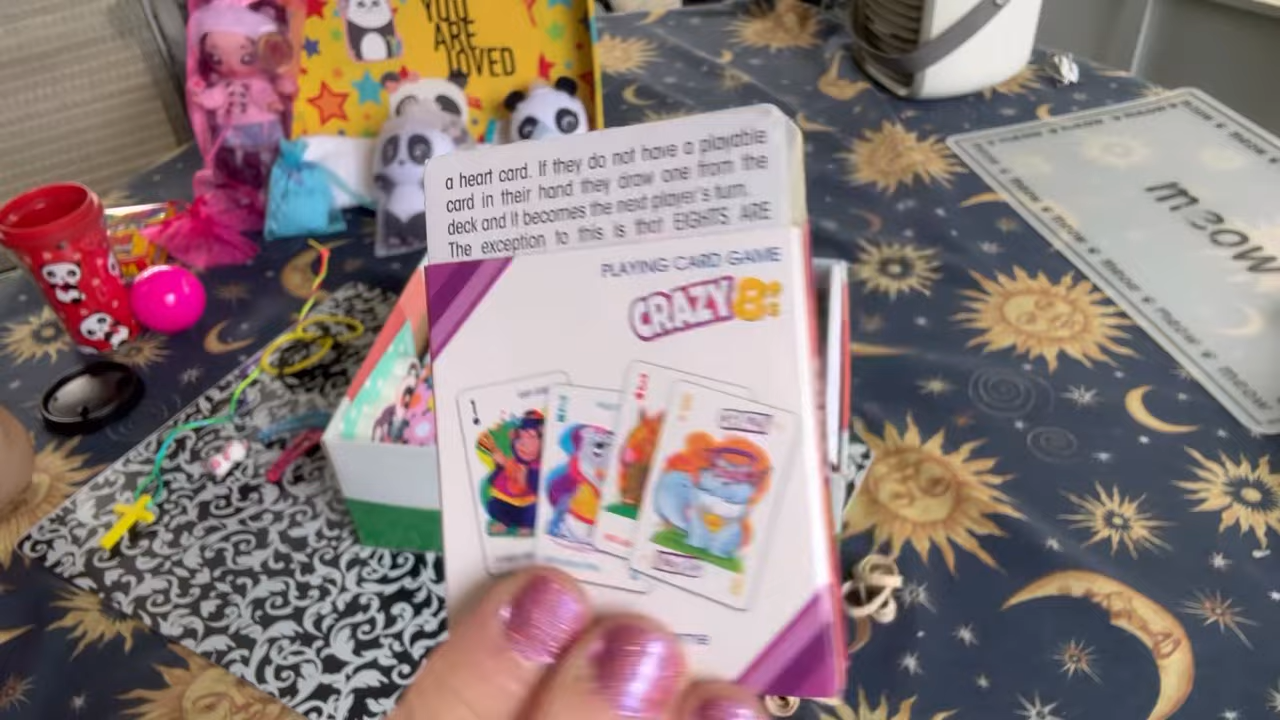 YOU
ARE
LOVED
a heart card. If they do not have a playable
card in their hand they draw one from the
deck and it becomes the next player's turn.
The exception to this is that EIGHTS ARE
PLAYING CARD GAME
CRAZY 8's
meow